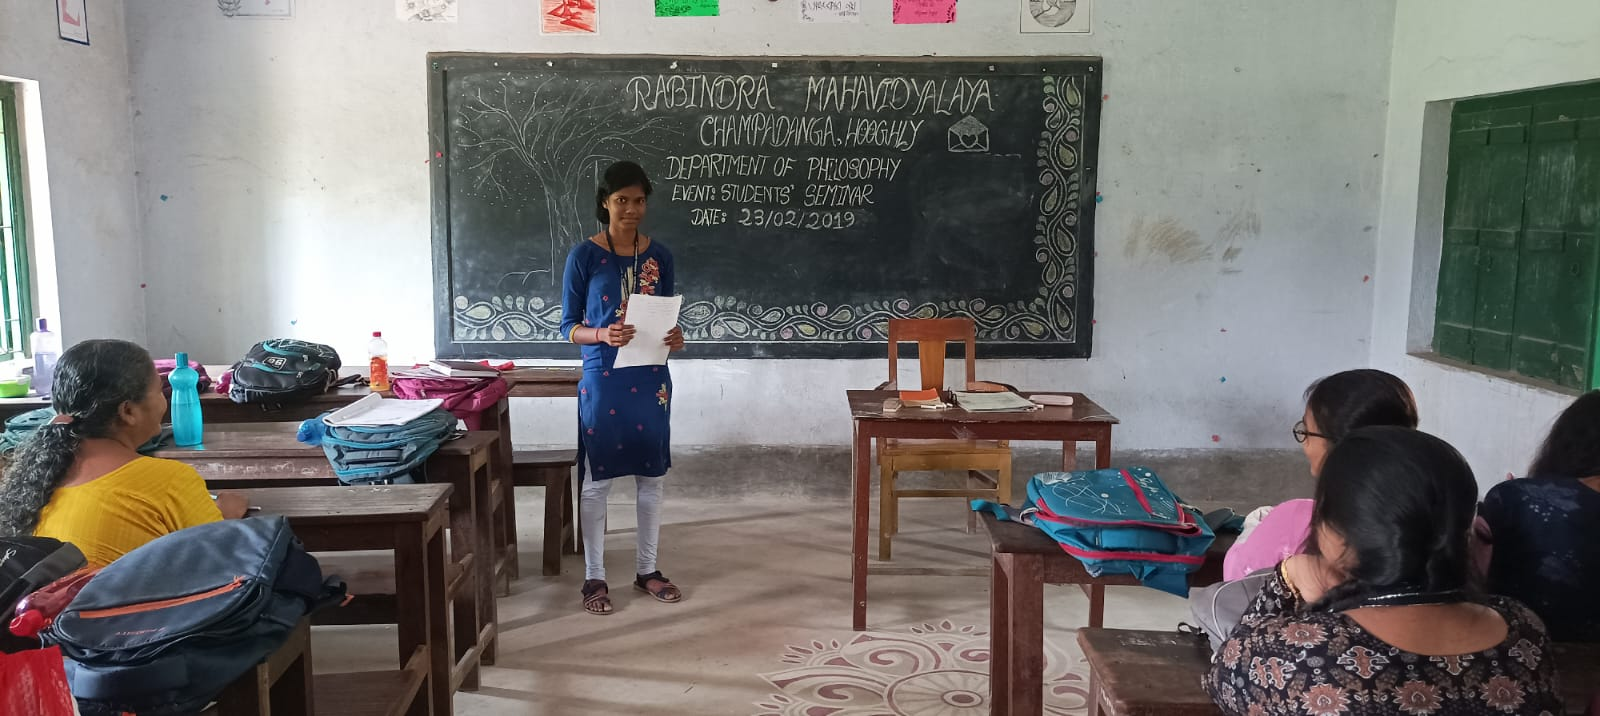 RABINDRA MAHAVIDYALAYA
CHAMPADANGA, HOOGHLY
DEPARTMENT OF PHILOSOPHY
EVENT: STUDENTS' SEMINAR
DATE: 23/02/2019